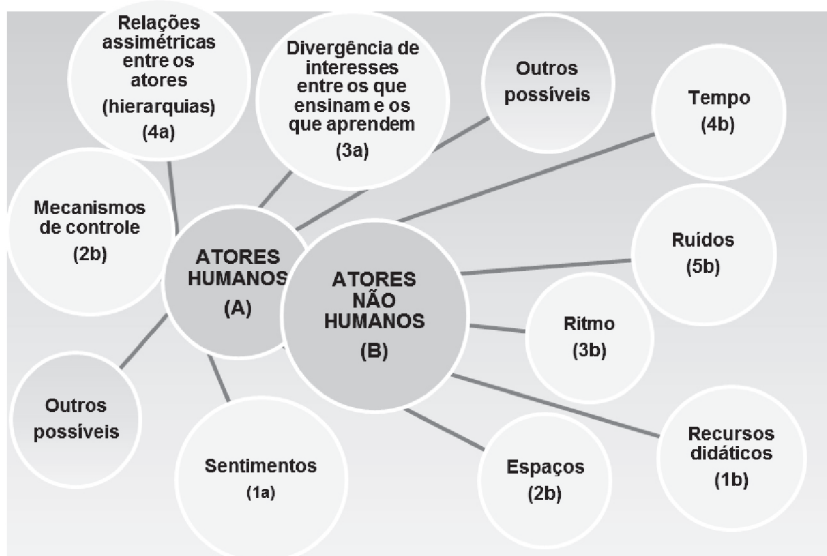 Relações
assimétricas
entre os
atores
(hierarquias)
(4a)
Divergência de
interesses
entre os que
ensinam e os
que aprendem
(3a)
Outros
possíveis
Tempo
(4b)
Mecanismos
de controle
(2b)
ATORES
HUMANOS
(A)
ATORES
NÃO
HUMANOS
(B)
Ruídos
(5b)
Ritmo
(3b)
Outros
possíveis
Sentimentos
(1a)
Espaços
(2b)
Recursos
didáticos
(1b)